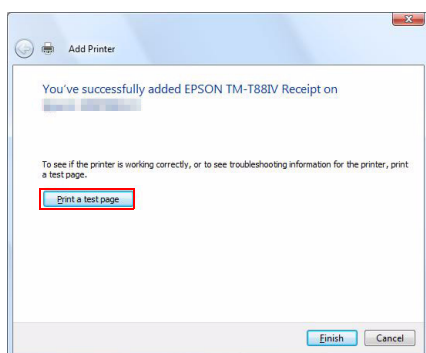 Add Printer
You've successfully added EPSON TM-T88IV Receipt on
To see if the printer is working correctly, or to see troubleshooting information for the printer, print
a test page.
Print a test page
Finish
Cancel